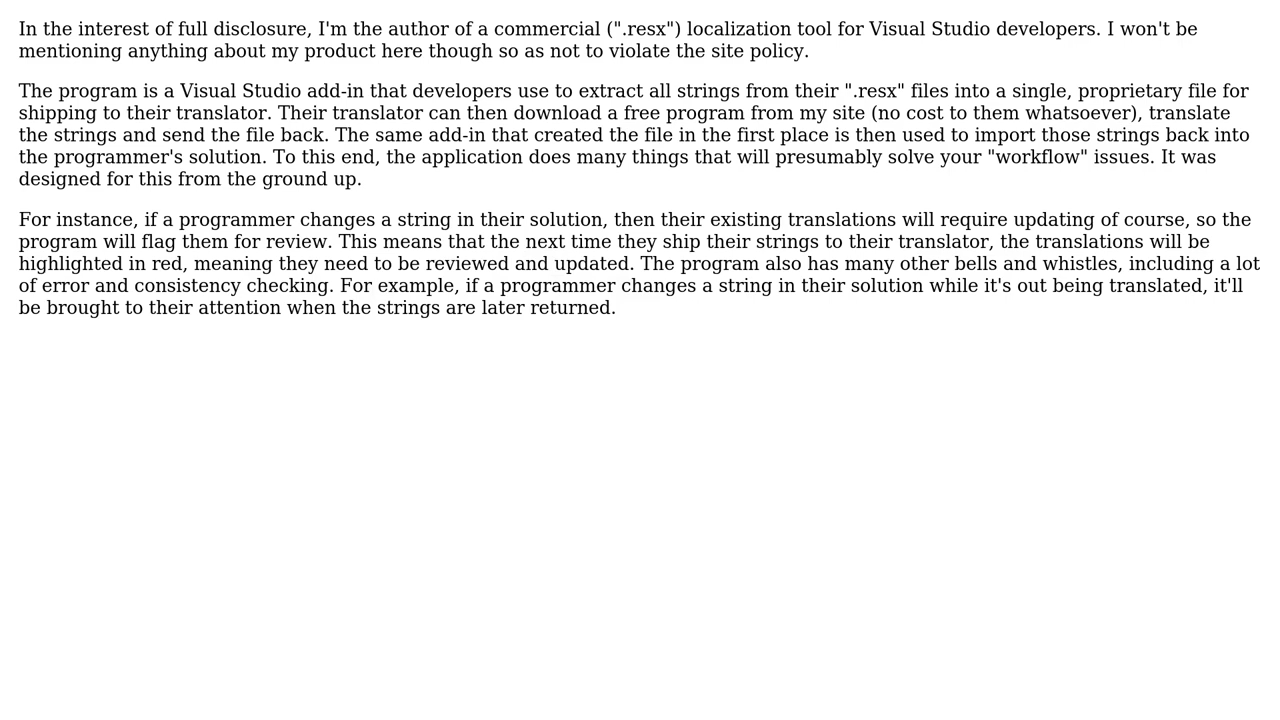 In the interest of full disclosure, I'm the author of a commercial (".resx") localization tool for Visual Studio developers. I won't be
mentioning anything about my product here though so as not to violate the site policy.
The program is a Visual Studio add-in that developers use to extract all strings from their ".resx" files into a single, proprietary file for
shipping to their translator. Their translator can then download a free program from my site (no cost to them whatsoever), translate
the strings and send the file back. The same add-in that created the file in the first place is then used to import those strings back into
the programmer's solution. To this end, the application does many things that will presumably solve your "workflow" issues. It was
designed for this from the ground up.
For instance, if a programmer changes a string in their solution, then their existing translations will require updating of course, so the
program will flag them for review. This means that the next time they ship their strings to their translator, the translations will be
highlighted in red, meaning they need to be reviewed and updated. The program also has many other bells and whistles, including a lot
of error and consistency checking. For example, if a programmer changes a string in their solution while it's out being translated, it'll
be brought to their attention when the strings are later returned.